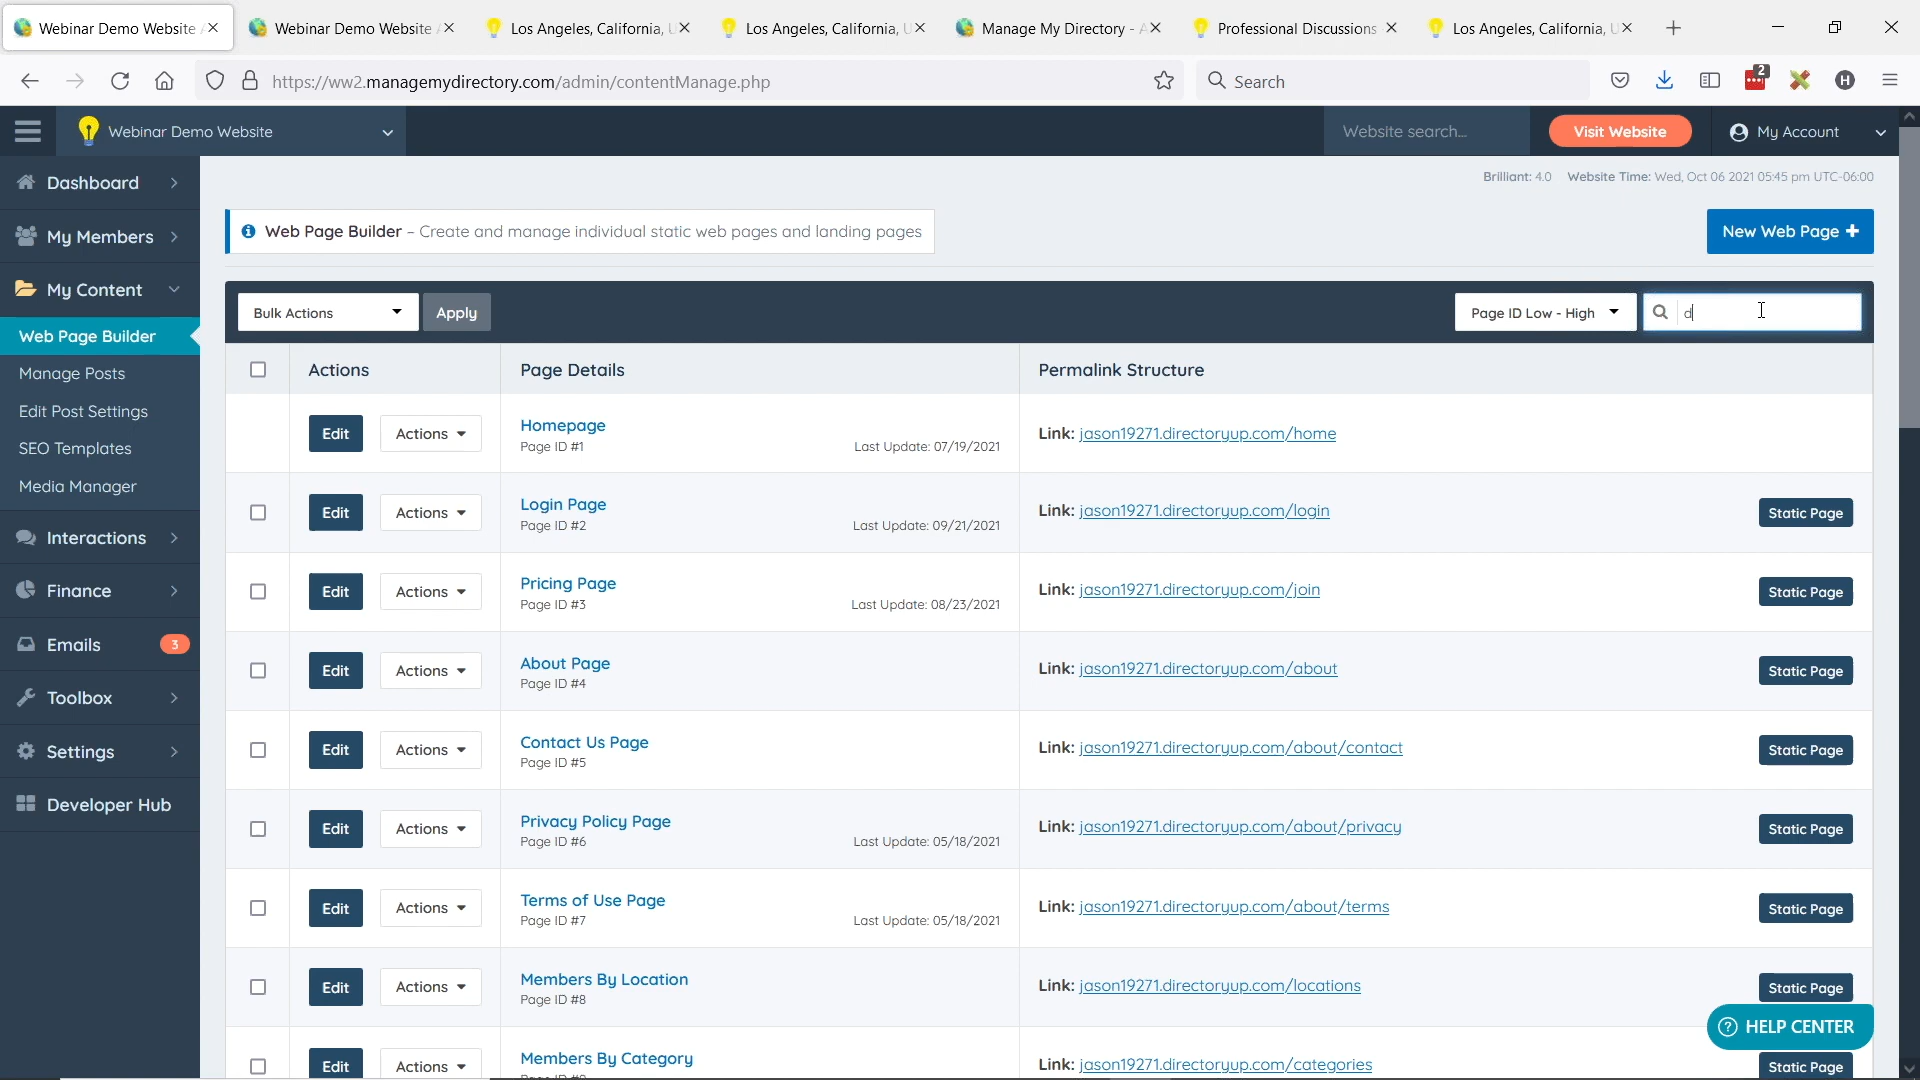 Webinar Demo Website /
Webinar Demo Website /
Los Angeles, California, U
Los Angeles, California, U
Manage My Directory - A
Professional Discussions
Los Angeles, California, U
https://ww2.managemydirectory.com/admin/contentManage.php
Search
2
H
Webinar Demo Website
Website search...
Visit Website
My Account
Brilliant: 4.0 Website Time: Wed, Oct 06 2021 05:45 pm UTC-06:00
Dashboard
My Members
My Content
Web Page Builder
Manage Posts
Edit Post Settings
SEO Templates
Media Manager
Interactions
Finance
Emails 3
Toolbox
Settings
Developer Hub
Web Page Builder – Create and manage individual static web pages and landing pages
New Web Page +
Bulk Actions
Apply
Page ID Low - High
d
Actions Page Details Permalink Structure
Edit Actions Homepage
Page ID #1 Last Update: 07/19/2021
Link: jason19271.directoryup.com/home
Edit Actions Login Page
Page ID #2 Last Update: 09/21/2021
Link: jason19271.directoryup.com/login
Static Page
Edit Actions Pricing Page
Page ID #3 Last Update: 08/23/2021
Link: jason19271.directoryup.com/join
Static Page
Edit Actions About Page
Page ID #4
Link: jason19271.directoryup.com/about
Static Page
Edit Actions Contact Us Page
Page ID #5
Link: jason19271.directoryup.com/about/contact
Static Page
Edit Actions Privacy Policy Page
Page ID #6 Last Update: 05/18/2021
Link: jason19271.directoryup.com/about/privacy
Static Page
Edit Actions Terms of Use Page
Page ID #7 Last Update: 05/18/2021
Link: jason19271.directoryup.com/about/terms
Static Page
Edit Actions Members By Location
Page ID #8
Link: jason19271.directoryup.com/locations
Static Page
? HELP CENTER
Edit Actions Members By Category
Link: jason19271.directoryup.com/categories
Static Page